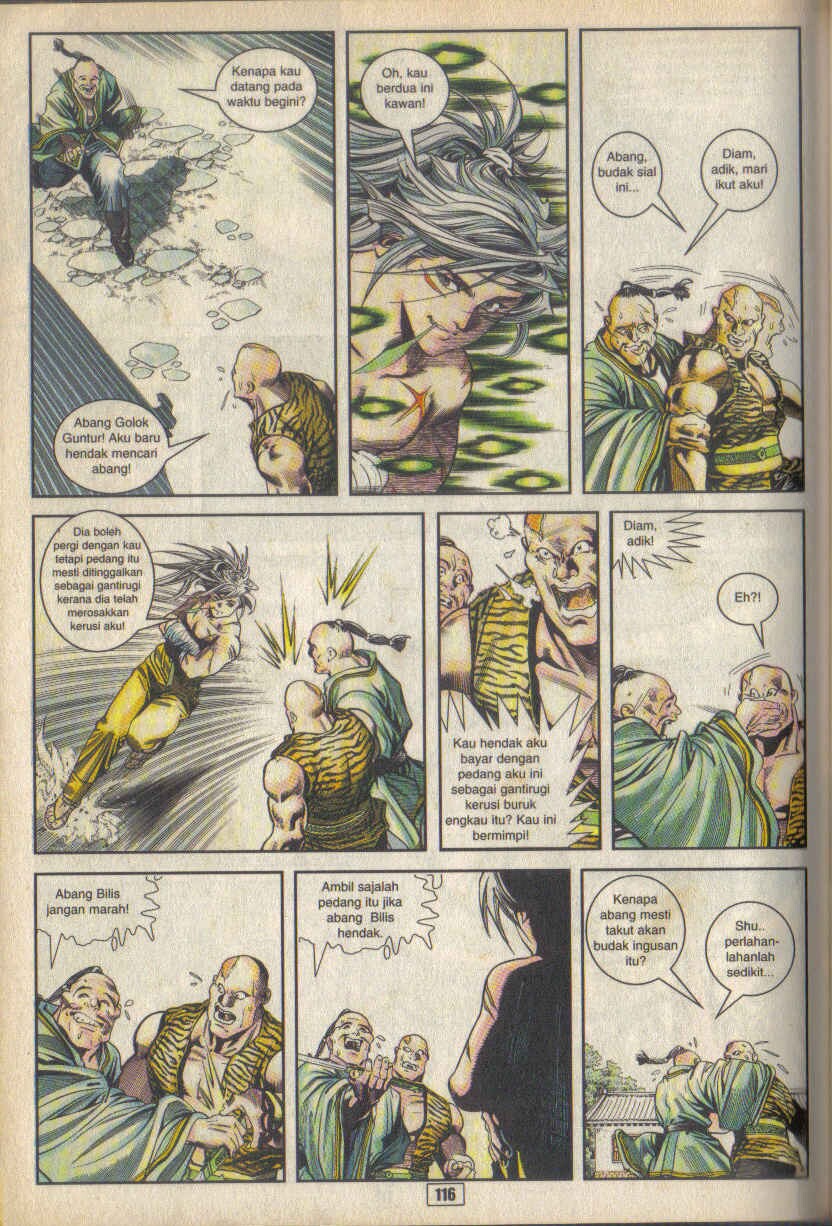 Kenapa kau
datang pada
waktu begini?
Abang Golok
Guntur! Aku baru
hendak mencari
abang!
Oh, kau
berdua ini
kawan!
Abang,
budak sial
ini...
Diam,
adik, mari
ikut aku!
Dia boleh
pergi dengan kau
tetapi pedang itu
mesti ditinggalkan
sebagai gantirugi
kerana dia telah
merosakkan
kerusi aku!
Kau hendak aku
bayar dengan
pedang aku ini
sebagai gantirugi
kerusi buruk
engkau itu? Kau ini
bermimpi!
Diam,
adik!
Eh?!
Abang Bilis
jangan marah!
Ambil sajalah
pedang itu jika
abang Bilis
hendak.
Kenapa
abang mesti
takut akan
budak ingusan
itu?
Shu..
perlahan-
lahanlah
sedikit...
116